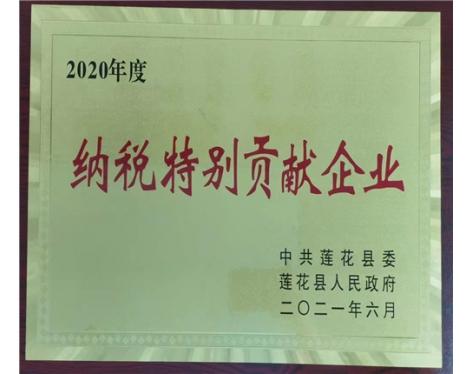 2020年度
纳税特别贡献企业
中共莲花县委
莲花县人民政府
二〇二一年六月